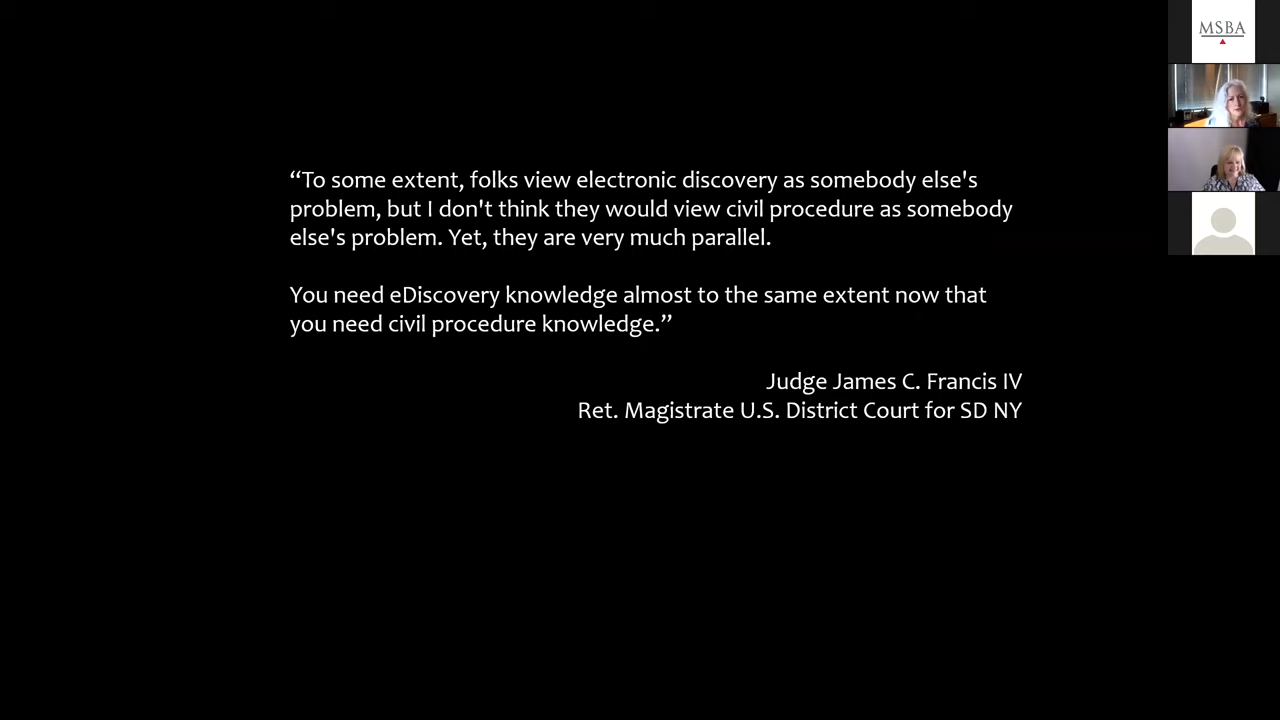 MSBA
“To some extent, folks view electronic discovery as somebody else's
problem, but I don't think they would view civil procedure as somebody
else's problem. Yet, they are very much parallel.
You need eDiscovery knowledge almost to the same extent now that
you need civil procedure knowledge.”
Judge James C. Francis IV
Ret. Magistrate U.S. District Court for SD NY